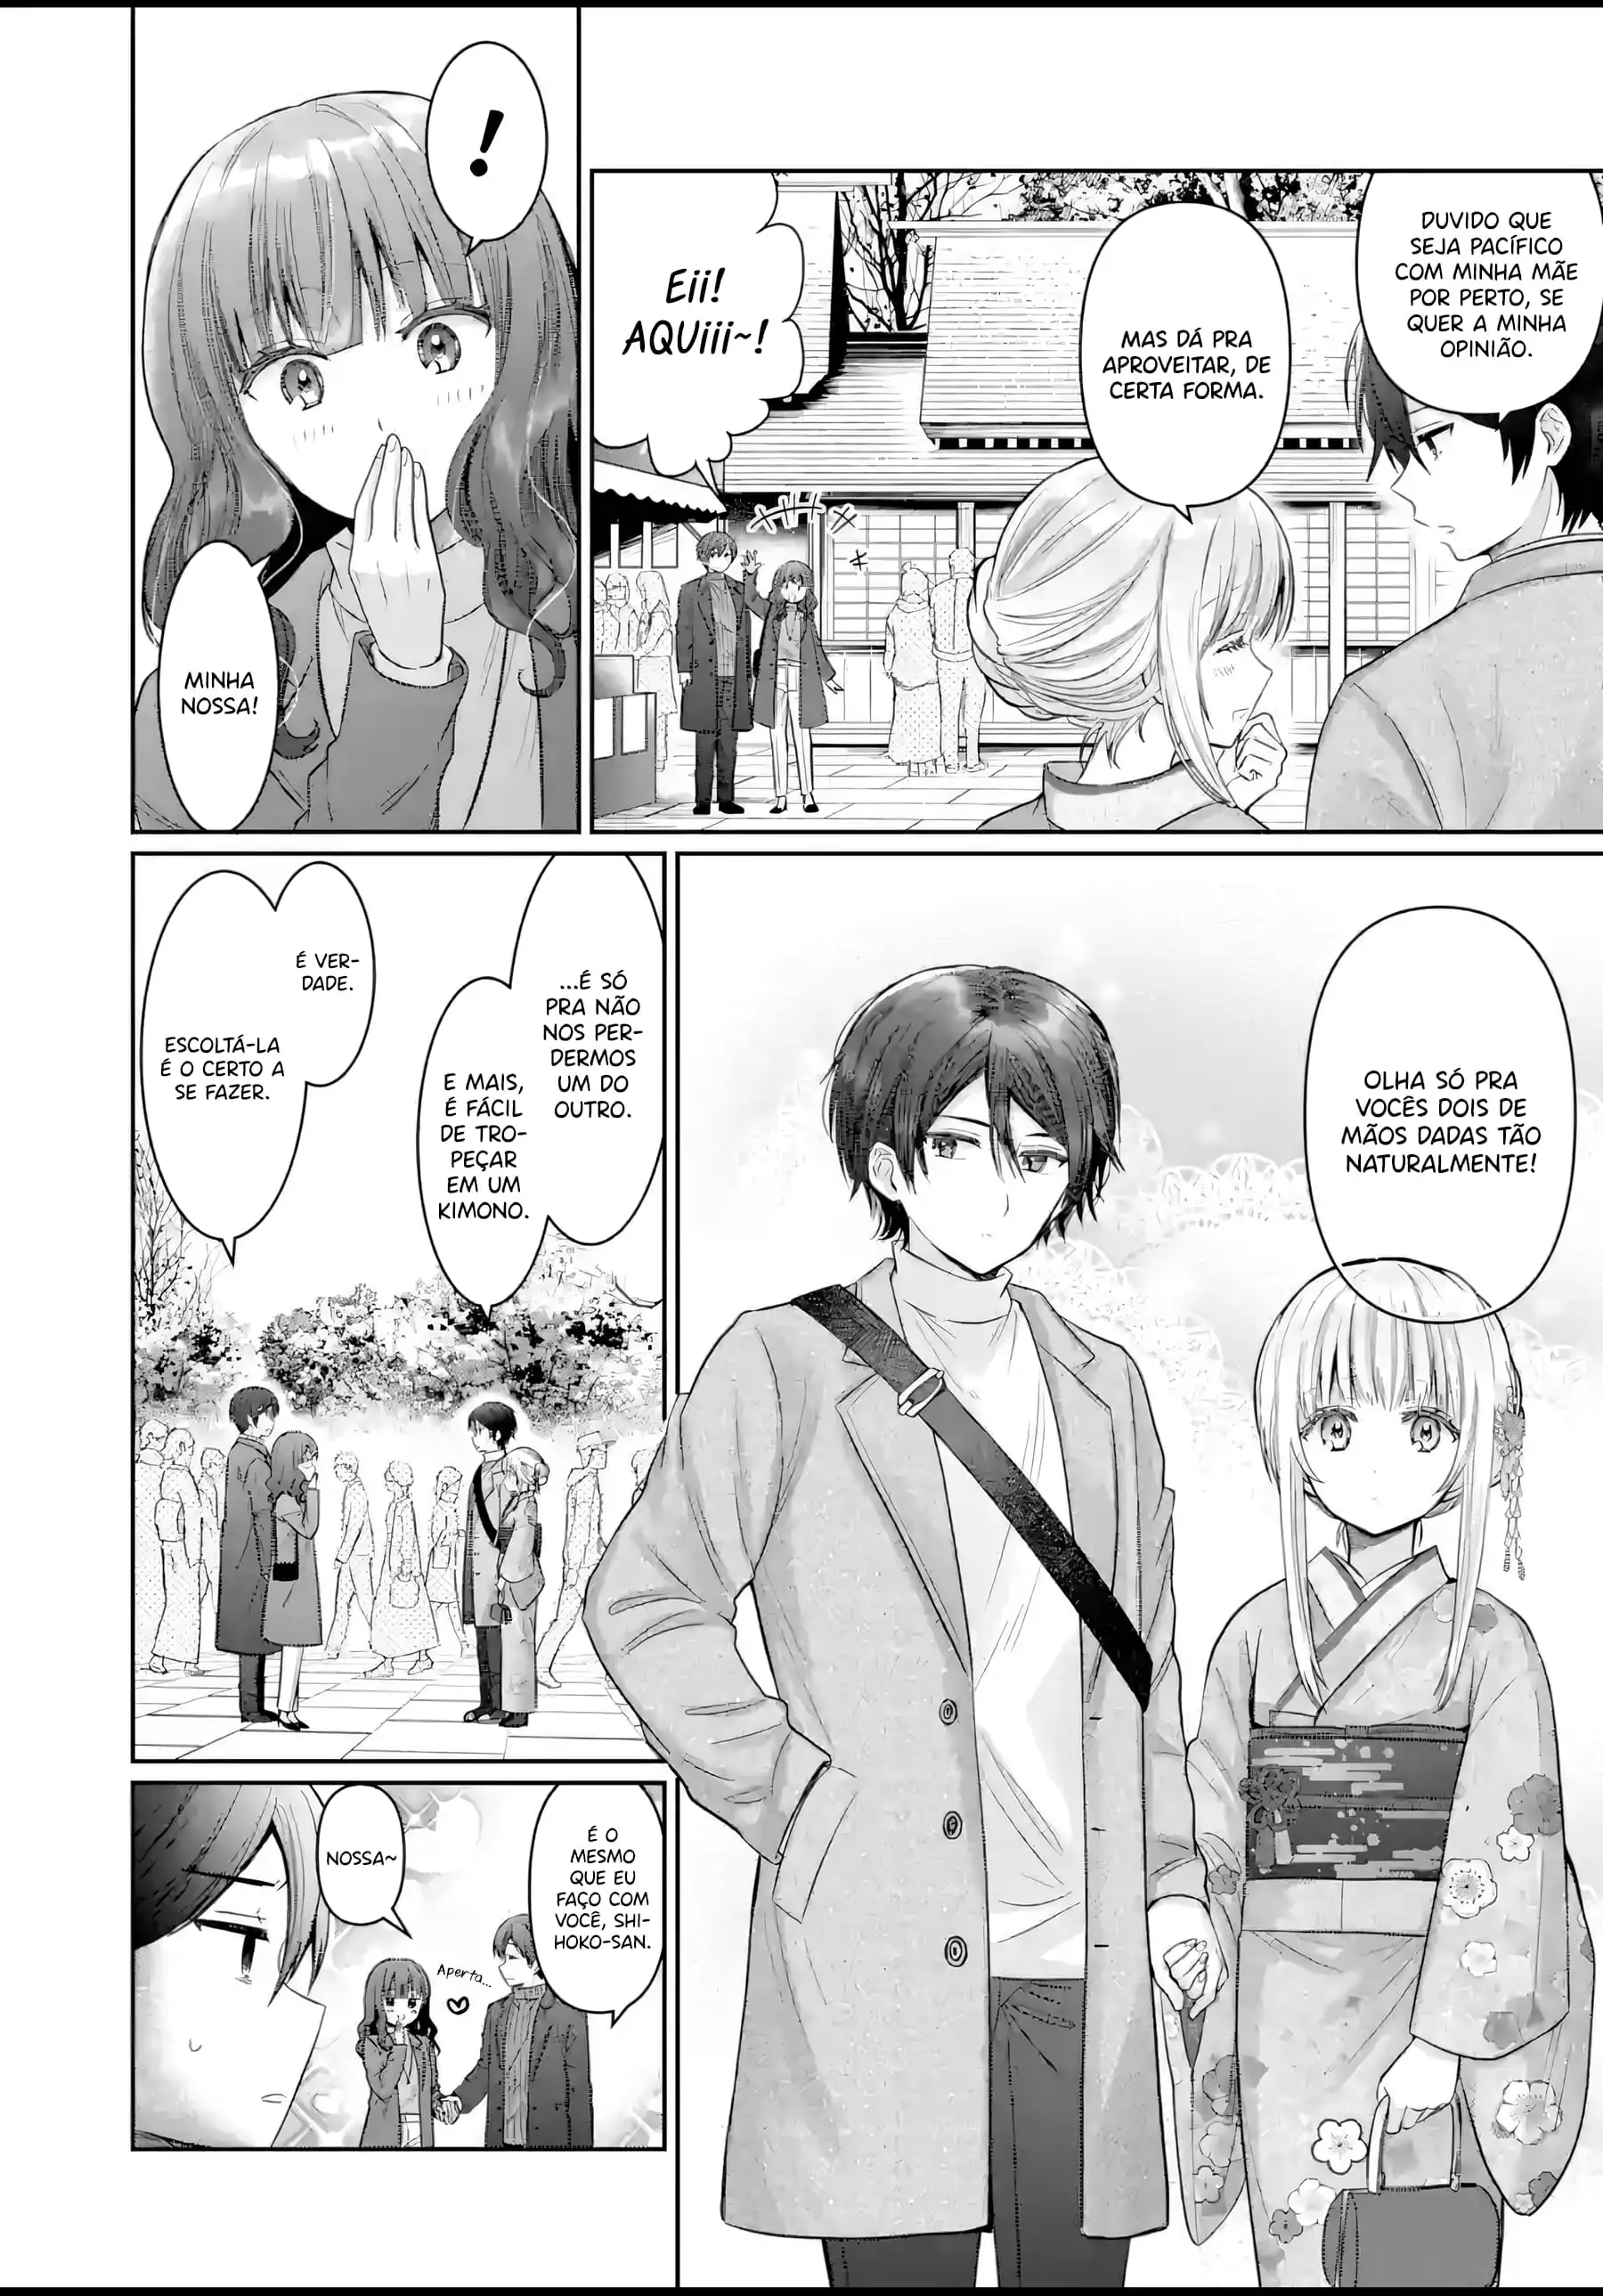 DUVIDO QUE
SEJA PACÍFICO
COM MINHA MÃE
POR PERTO, SE
QUER A MINHA
OPINIÃO.
MAS DÁ PRA
APROVEITAR, DE
CERTA FORMA.
Eii!
AQUiii~!
!
MINHA
NOSSA!
OLHA SÓ PRA
VOCÊS DOIS DE
MÃOS DADAS TÃO
NATURALMENTE!
...É SÓ
PRA NÃO
NOS PER-
DERMOS
UM DO
OUTRO.
E MAIS,
É FÁCIL
DE TRO-
PEÇAR
EM UM
KIMONO.
É VER-
DADE.
ESCOLTÁ-LA
É O CERTO A
SE FAZER.
É O
MESMO
QUE EU
FAÇO COM
VOCÊ, SHI-
HOKO-SAN.
NOSSA~
Aperta...